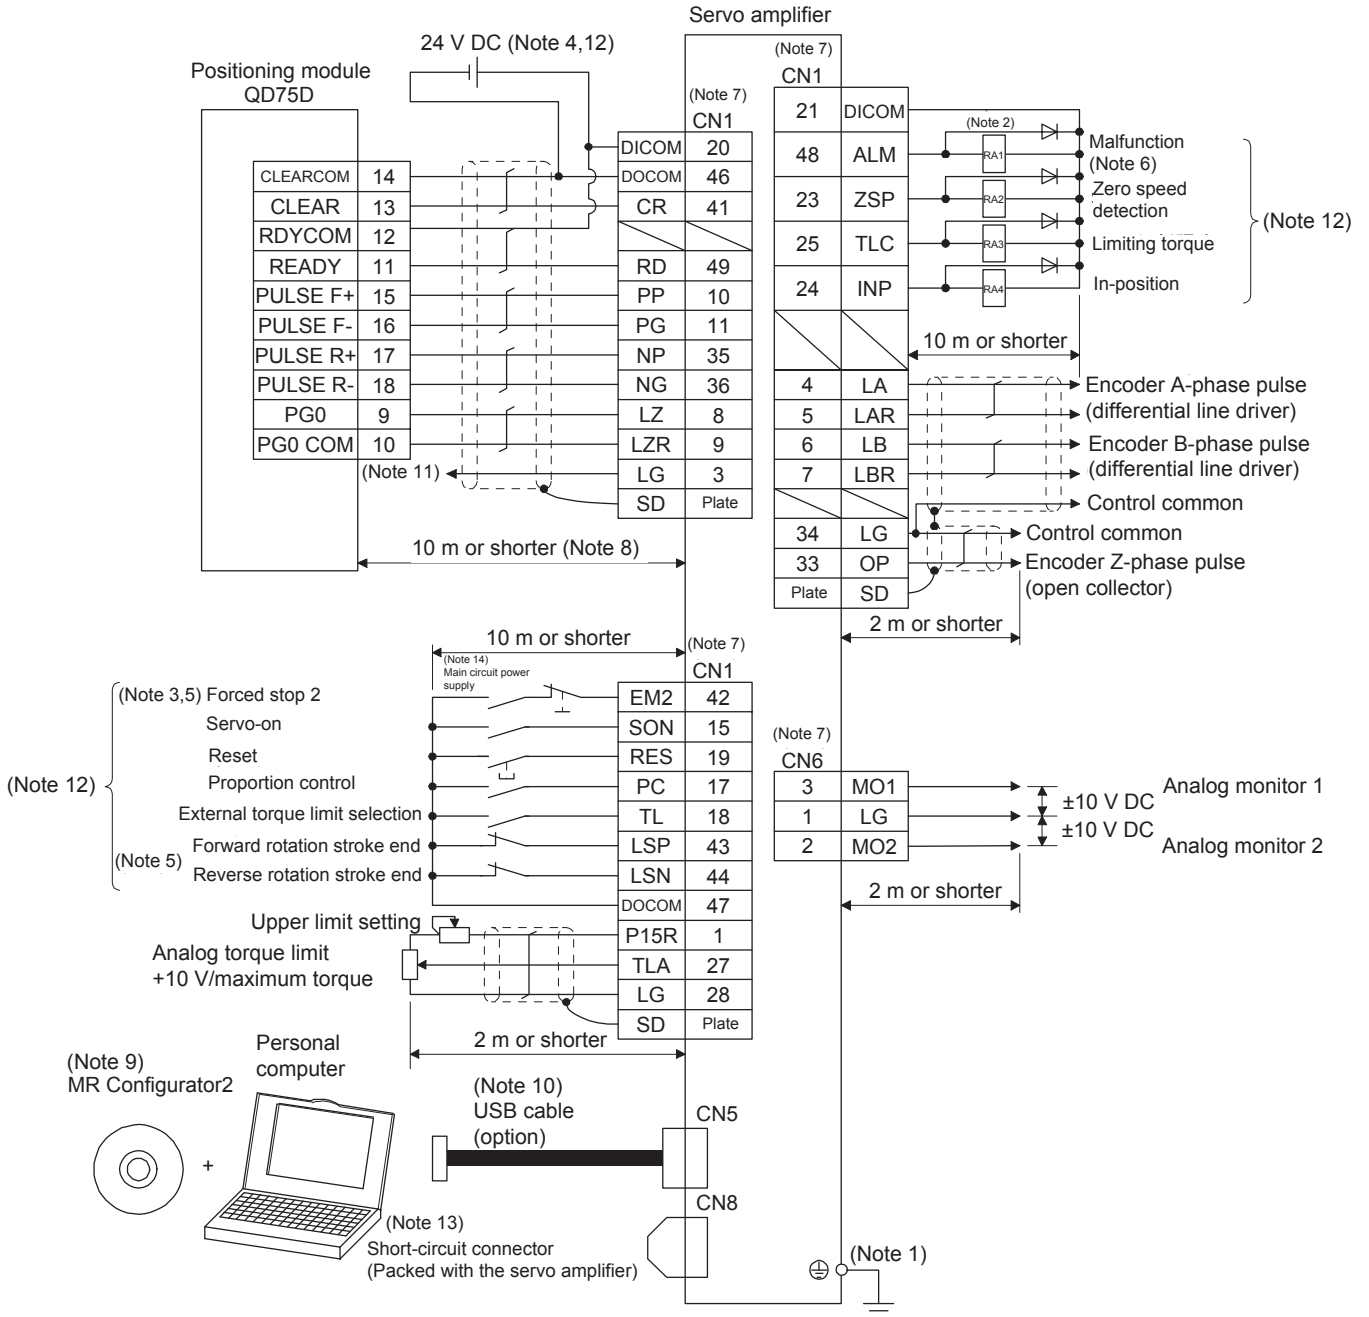 Servo amplifier
24 V DC (Note 4,12)
Positioning module
QD75D
(Note 7)
CN1
DICOM 20
CLEARCOM 14 DOCOM 46
CLEAR 13 CR 41
RDYCOM 12
READY 11 RD 49
PULSE F+ 15 PP 10
PULSE F- 16 PG 11
PULSE R+ 17 NP 35
PULSE R- 18 NG 36
PG0 9 LZ 8
PG0 COM 10 LZR 9
(Note 11) LG 3
SD Plate
10 m or shorter (Note 8)
(Note 7)
CN1
21 DICOM
(Note 2)
48 ALM RA1 Malfunction
(Note 6)
23 ZSP RA2 Zero speed
detection
25 TLC RA3 Limiting torque
24 INP RA4 In-position
(Note 12)
10 m or shorter
4 LA Encoder A-phase pulse
5 LAR (differential line driver)
6 LB Encoder B-phase pulse
7 LBR (differential line driver)
Control common
34 LG Control common
33 OP Encoder Z-phase pulse
(open collector)
Plate SD
2 m or shorter
10 m or shorter
(Note 7)
CN1
(Note 14)
Main circuit power
supply
(Note 3,5) Forced stop 2 EM2 42
Servo-on SON 15
Reset RES 19
(Note 12)
Proportion control PC 17
External torque limit selection TL 18
Forward rotation stroke end LSP 43
(Note 5)
Reverse rotation stroke end LSN 44
DOCOM 47
Upper limit setting P15R 1
Analog torque limit
+10 V/maximum torque
TLA 27
LG 28
SD Plate
2 m or shorter
(Note 7)
CN6
3 MO1 Analog monitor 1
±10 V DC
1 LG
±10 V DC
2 MO2 Analog monitor 2
2 m or shorter
(Note 9)
MR Configurator2
+
Personal
computer
(Note 10)
USB cable
(option)
CN5
CN8
(Note 13)
Short-circuit connector
(Packed with the servo amplifier)
(Note 1)